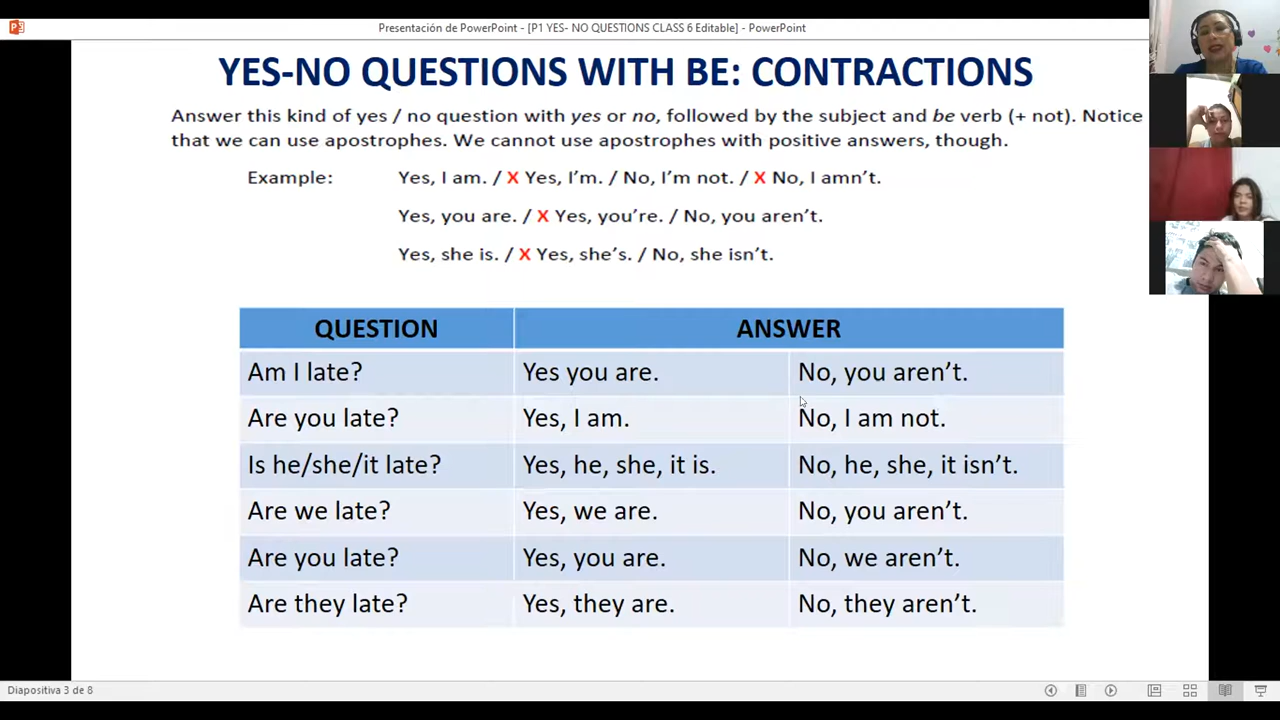 Presentación de PowerPoint - [P1 YES- NO QUESTIONS CLASS 6 Editable] - PowerPoint
YES-NO QUESTIONS WITH BE: CONTRACTIONS
Answer this kind of yes / no question with yes or no, followed by the subject and be verb (+ not). Notice
that we can use apostrophes. We cannot use apostrophes with positive answers, though.
Example: Yes, I am. / X Yes, I'm. / No, I'm not. / X No, I amn't.
Yes, you are. / X Yes, you're. / No, you aren't.
Yes, she is. / X Yes, she's. / No, she isn't.
QUESTION ANSWER
Am I late? Yes you are. No, you aren't.
Are you late? Yes, I am. No, I am not.
Is he/she/it late? Yes, he, she, it is. No, he, she, it isn't.
Are we late? Yes, we are. No, you aren't.
Are you late? Yes, you are. No, we aren't.
Are they late? Yes, they are. No, they aren't.
Diapositiva 3 de 8